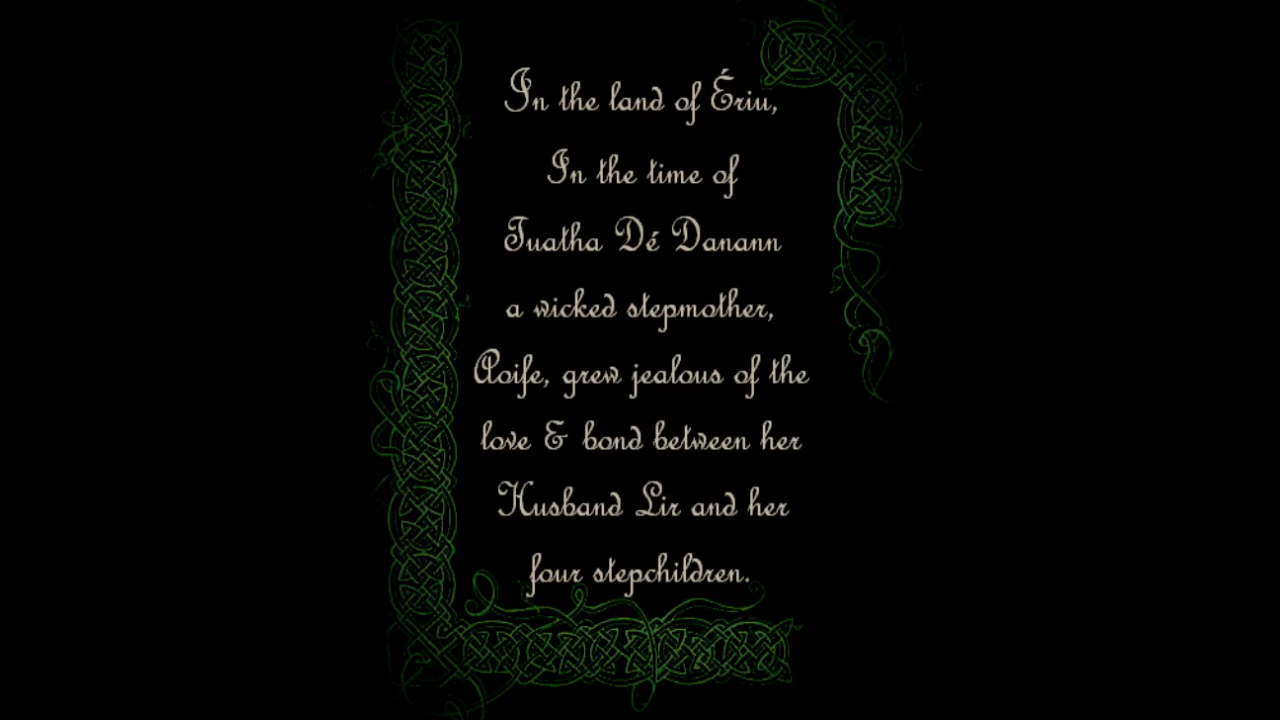 In the land of Ériu,
In the time of
Tuatha Dé Danann
a wicked stepmother,
Aoife, grew jealous of the
love & bond between her
Husband Lir and her
four stepchildren.